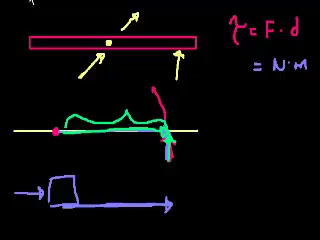 τ = F · d
= N · m